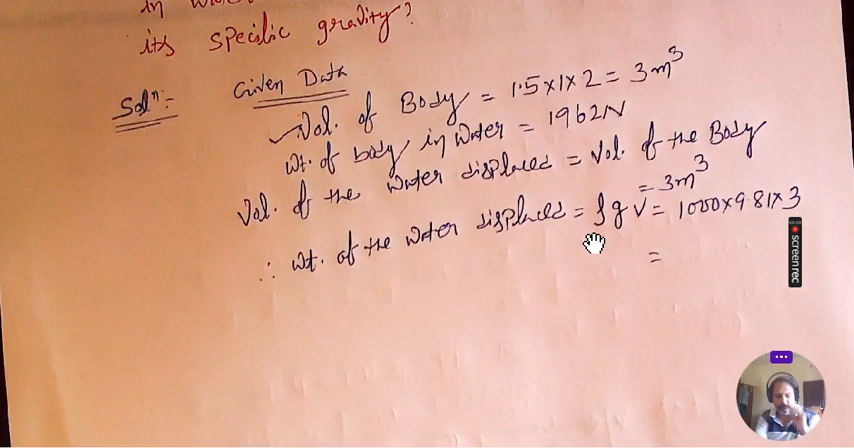 in
its specific gravity?
Solⁿ:- Given Data
Vol. of Body = 1.5×1×2 = 3m³
Wt. of body in water = 1962N
Vol. of the water displaced = Vol. of the Body
= 3m³
∴ Wt. of the water displaced = ρgV = 1000×9.81×3
=
screenrec